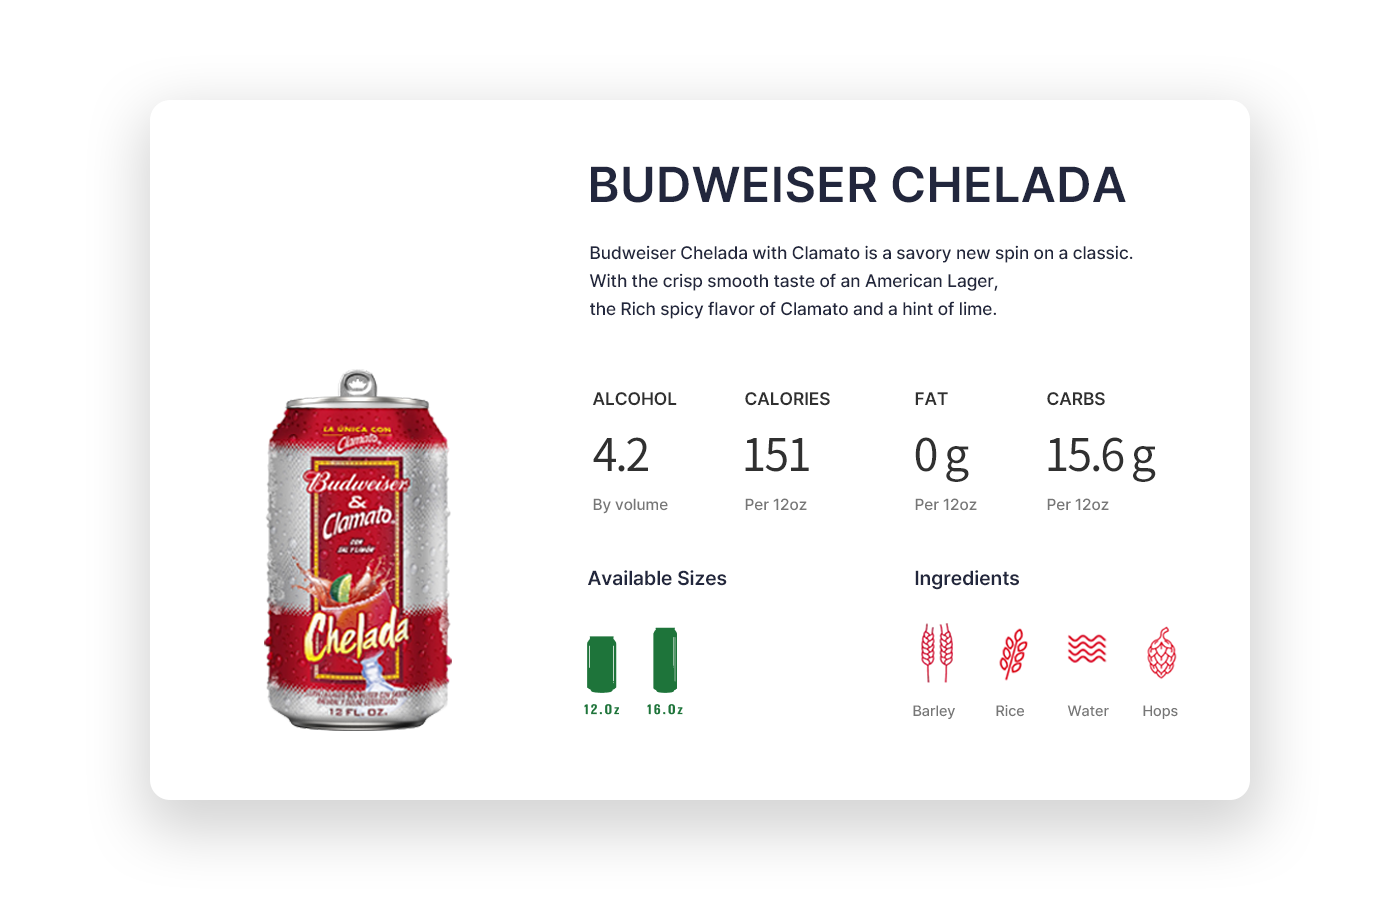 BUDWEISER CHELADA
Budweiser Chelada with Clamato is a savory new spin on a classic.
With the crisp smooth taste of an American Lager,
the Rich spicy flavor of Clamato and a hint of lime.
LA ÚNICA CON
Clamato
Budweiser
&
Clamato
CON
SAL Y LIMÓN
Chelada
12 FL. OZ.
ALCOHOL CALORIES FAT CARBS
4.2 151 0 g 15.6 g
By volume Per 12oz Per 12oz Per 12oz
Available Sizes Ingredients
12.Oz 16.Oz
Barley Rice Water Hops